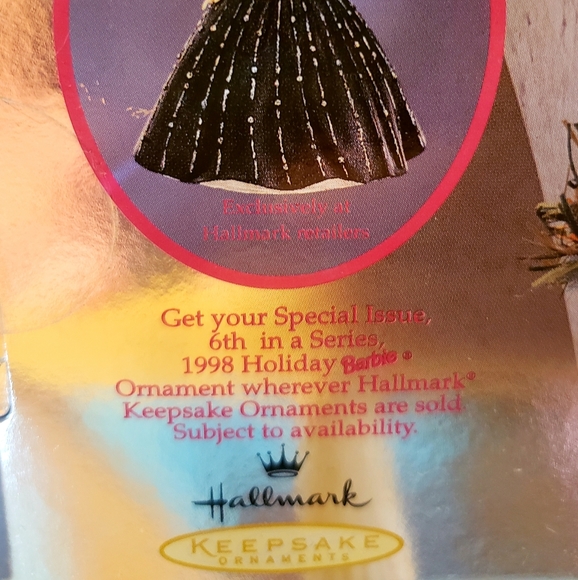 Exclusively at
Hallmark retailers
Get your Special Issue,
6th in a Series,
1998 Holiday Barbie®
Ornament wherever Hallmark®
Keepsake Ornaments are sold.
Subject to availability.
Hallmark
KEEPSAKE
ORNAMENTS